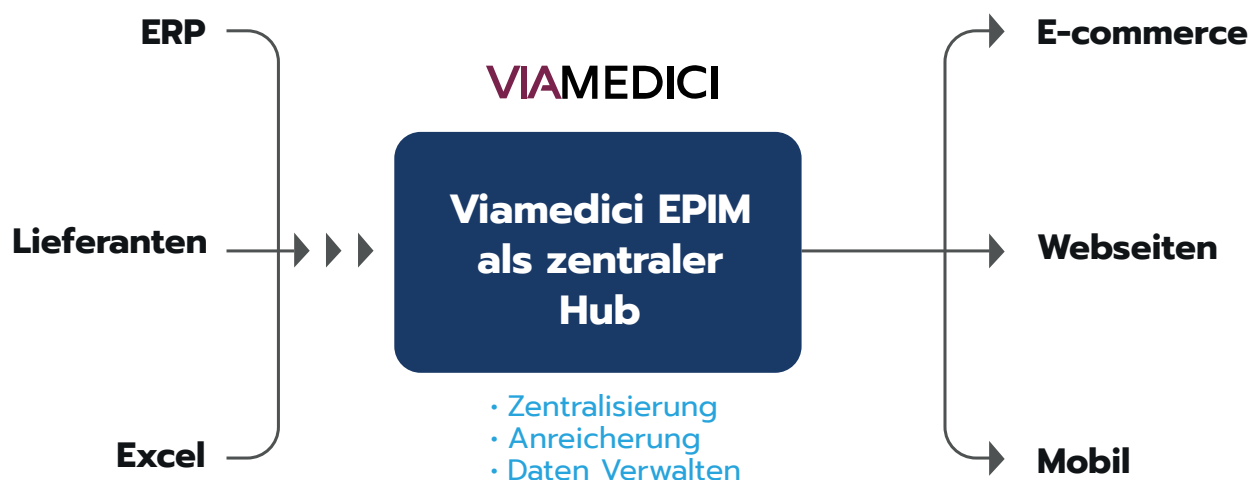 ERP
Lieferanten
Excel
VIAMEDICI
Viamedici EPIM
als zentraler
Hub
· Zentralisierung
· Anreicherung
· Daten Verwalten
E-commerce
Webseiten
Mobil